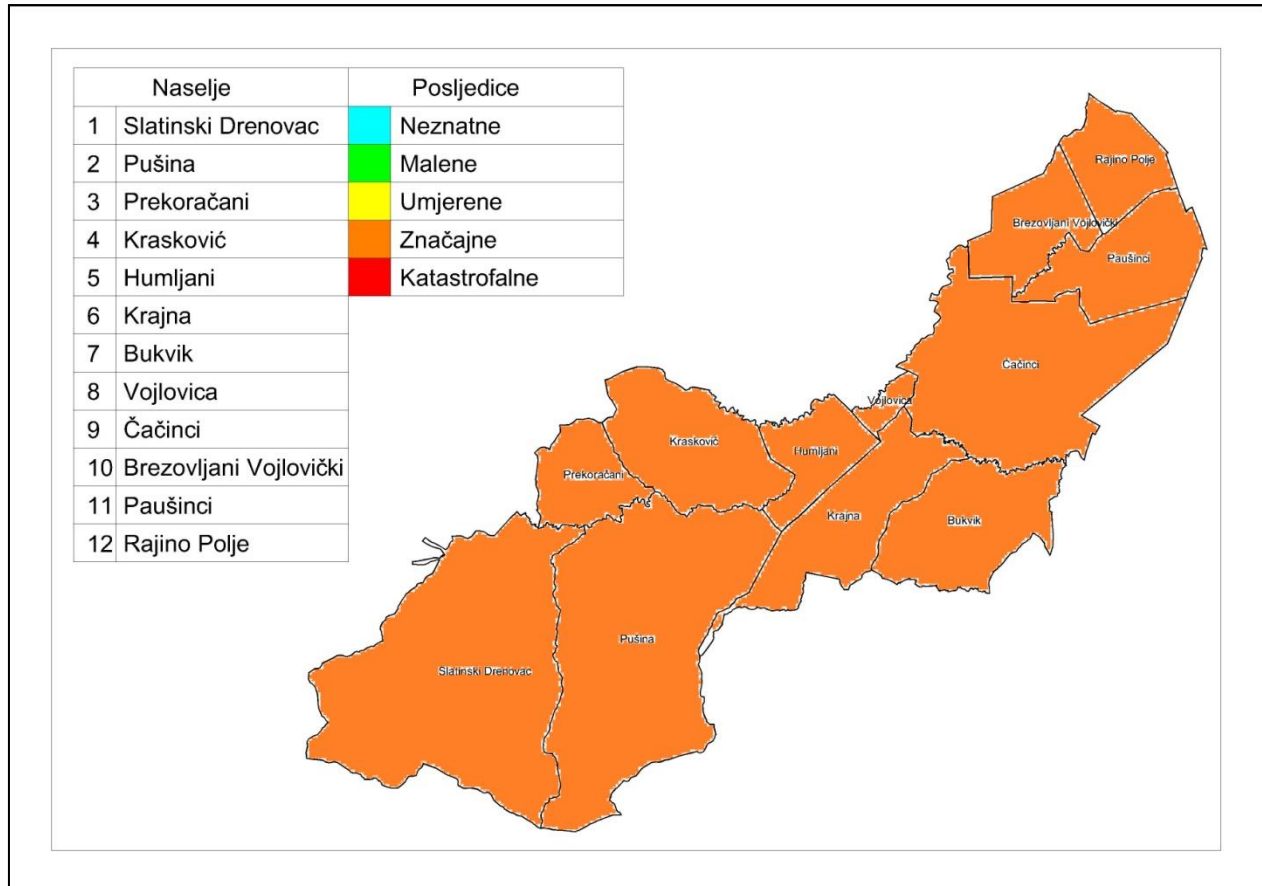 Naselje Posljedice
1 Slatinski Drenovac Neznatne
2 Pušina Malene
3 Prekoračani Umjerene
4 Krasković Značajne
5 Humljani Katastrofalne
6 Krajna
7 Bukvik
8 Vojlovica
9 Čačinci
10 Brezovljani Vojlovički
11 Paušinci
12 Rajino Polje
Rajino Polje
Brezovljani Vojlovički
Paušinci
Čačinci
Vojlovica
Krasković
Humljani
Prekoračani
Krajna
Bukvik
Pušina
Slatinski Drenovac